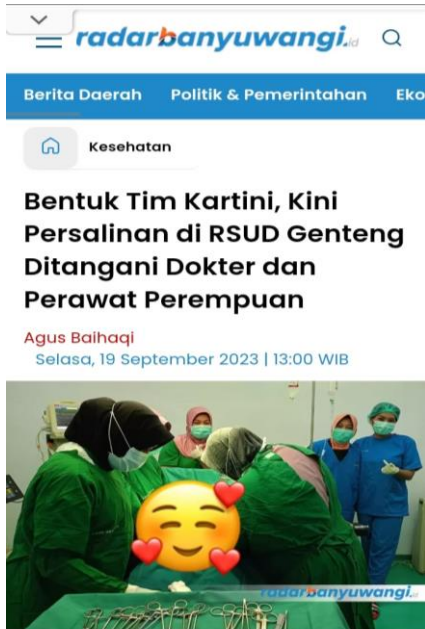 radarbanyuwangi.id
Berita Daerah Politik & Pemerintahan Eko
Kesehatan
Bentuk Tim Kartini, Kini
Persalinan di RSUD Genteng
Ditangani Dokter dan
Perawat Perempuan
Agus Baihaqi
Selasa, 19 September 2023 | 13:00 WIB
radarbanyuwangi.id